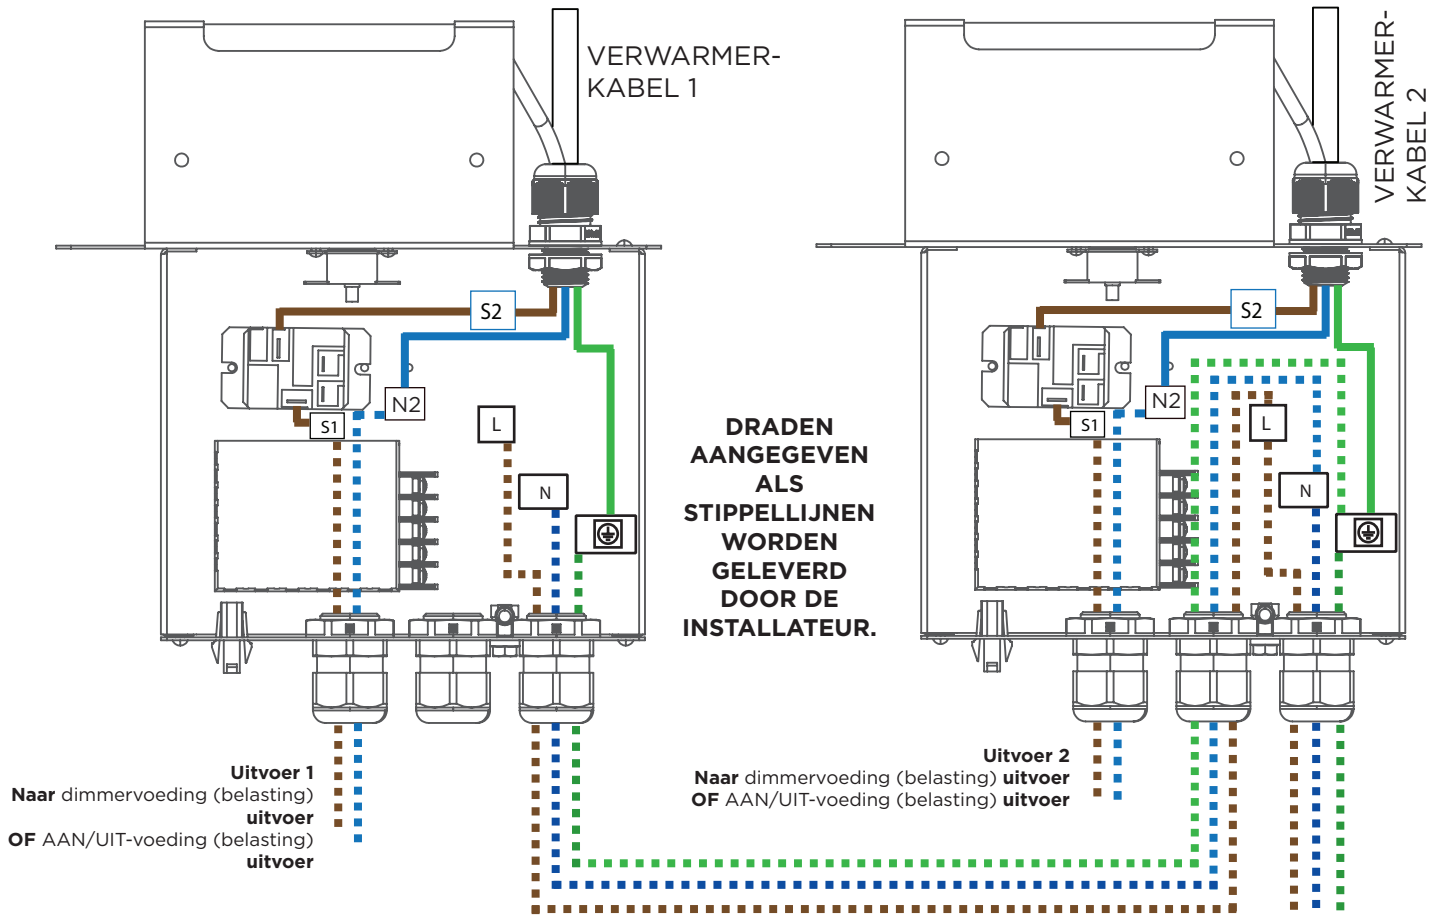 VERWARMER-
KABEL 1
S2
N2
S1
L
N
DRADEN
AANGEGEVEN
ALS
STIPPELLIJNEN
WORDEN
GELEVERD
DOOR DE
INSTALLATEUR.
Uitvoer 1
Naar dimmervoeding (belasting)
uitvoer
OF AAN/UIT-voeding (belasting)
uitvoer
VERWARMER-
KABEL 2
S2
N2
S1
L
N
Uitvoer 2
Naar dimmervoeding (belasting) uitvoer
OF AAN/UIT-voeding (belasting) uitvoer